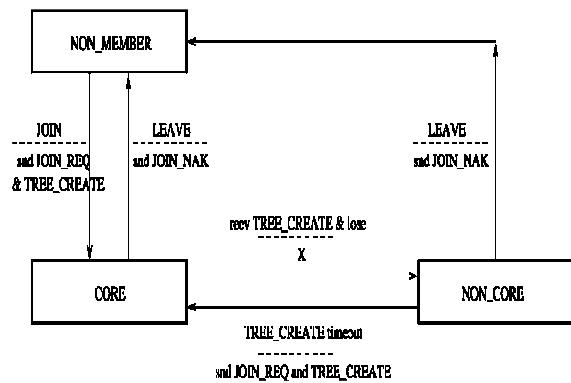 NON_MEMBER
JOIN
snd JOIN_REQ
& TREE_CREATE
LEAVE
snd JOIN_NAK
LEAVE
snd JOIN_NAK
recv TREE_CREATE & lose
X
CORE
NON_CORE
TREE_CREATE timeout
snd JOIN_REQ and TREE_CREATE